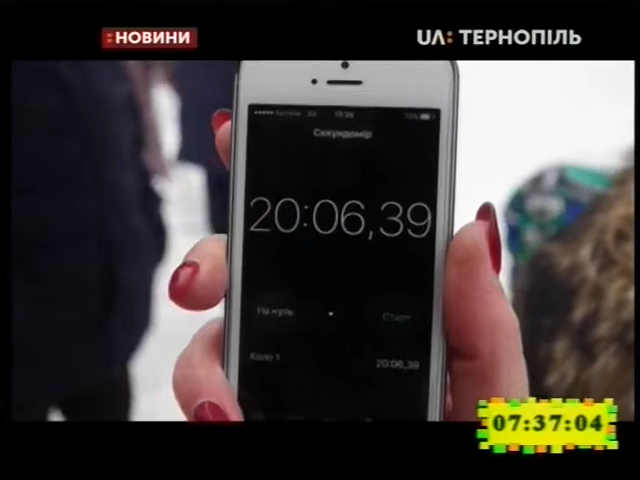 :НОВИНИ
UA: ТЕРНОПІЛЬ
Секундомір
20:06,39
На нуль
Старт
Коло 1
20:06,39
07:37:04